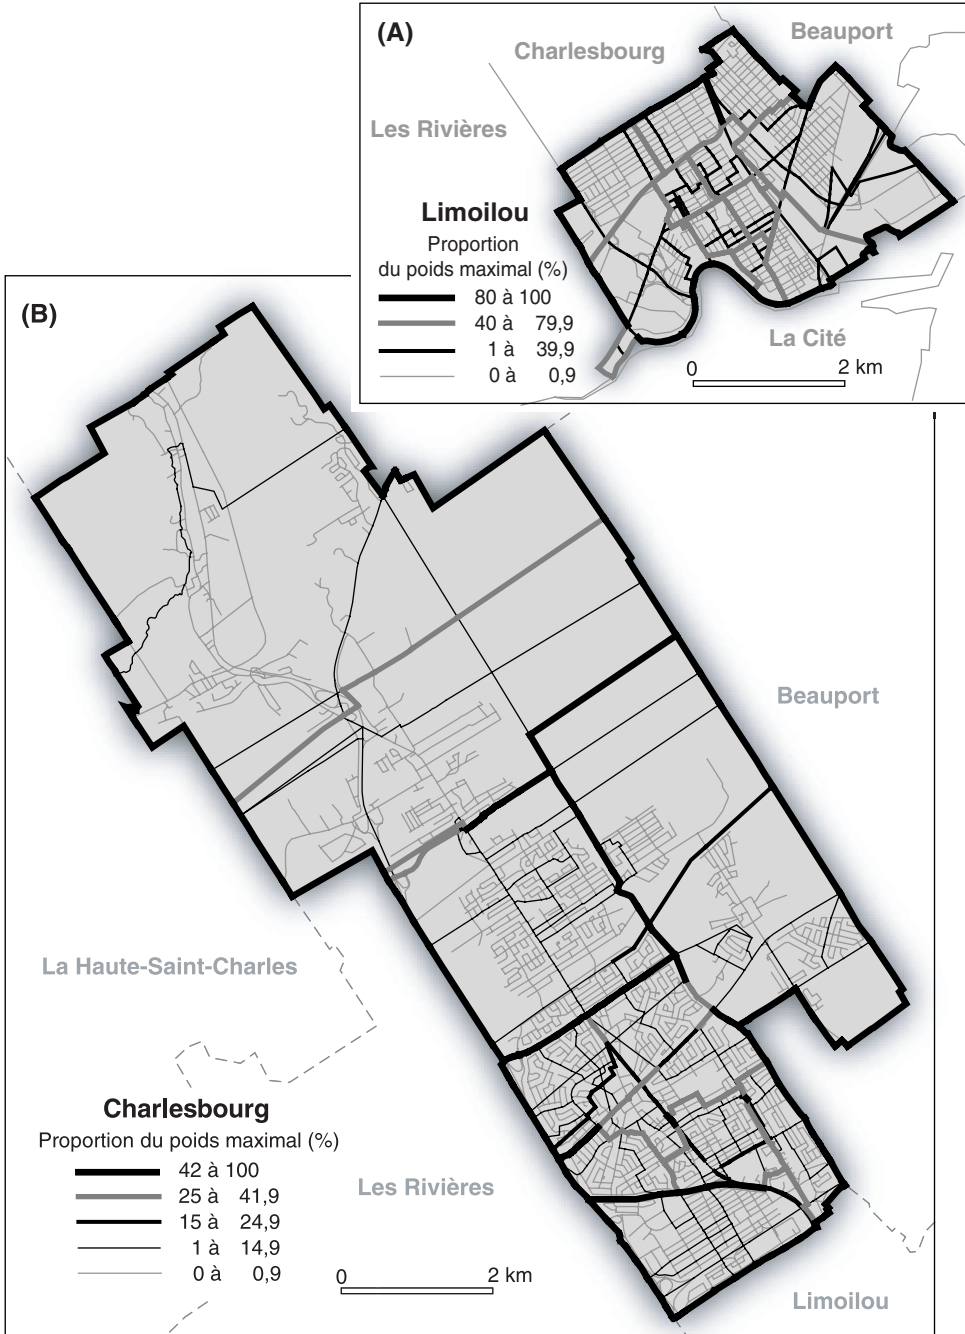 (A)
Charlesbourg
Beauport
Les Rivières
Limoilou
Proportion
du poids maximal (%)
80 à 100
40 à 79,9
1 à 39,9
0 à 0,9
La Cité
0 2 km
(B)
Beauport
La Haute-Saint-Charles
Charlesbourg
Proportion du poids maximal (%)
42 à 100
25 à 41,9
15 à 24,9
1 à 14,9
0 à 0,9
Les Rivières
0 2 km
Limoilou